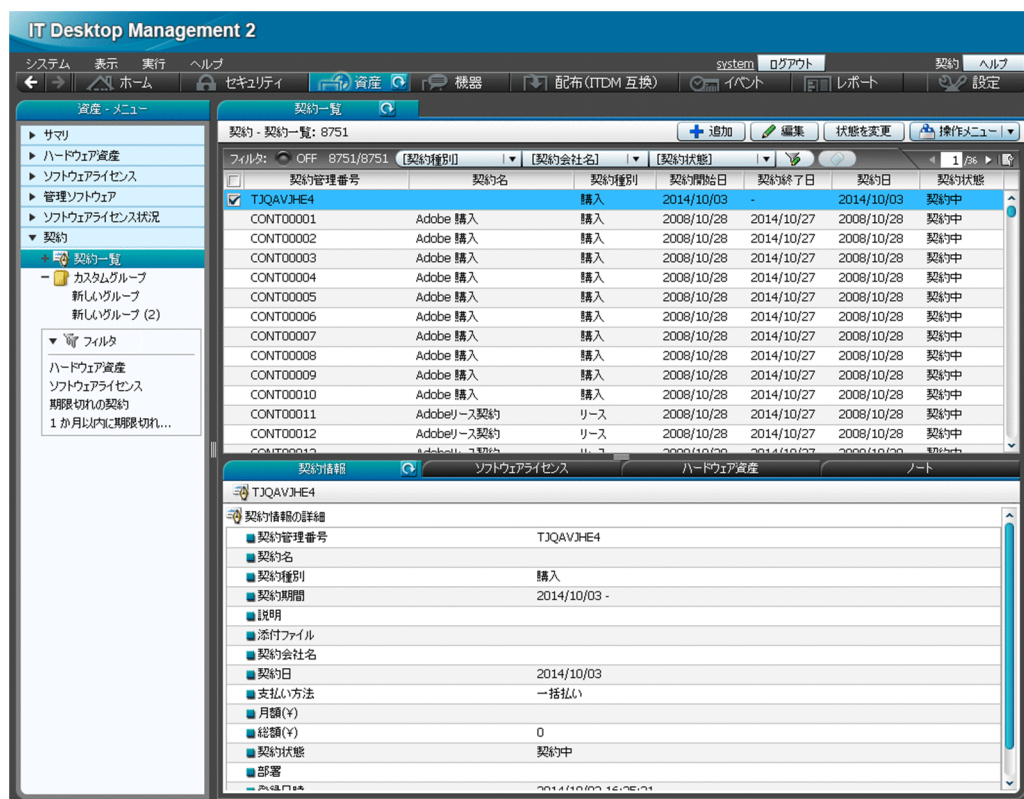 IT Desktop Management 2
システム 表示 実行 ヘルプ system ログアウト 契約 ヘルプ
ホーム セキュリティ 資産 機器 配布(ITDM 互換) イベント レポート 設定
資産 - メニュー
サマリ
ハードウェア資産
ソフトウェアライセンス
管理ソフトウェア
ソフトウェアライセンス状況
契約
契約一覧
カスタムグループ
新しいグループ
新しいグループ (2)
フィルタ
ハードウェア資産
ソフトウェアライセンス
期限切れの契約
1 か月以内に期限切れ...
契約一覧
契約 - 契約一覧: 8751 追加 編集 状態を変更 操作メニュー
フィルタ: OFF 8751/8751 [契約種別] [契約会社名] [契約状態] 1 /36
契約管理番号 契約名 契約種別 契約開始日 契約終了日 契約日 契約状態
TJQAVJHE4 購入 2014/10/03 - 2014/10/03 契約中
CONT00001 Adobe 購入 購入 2008/10/28 2014/10/27 2008/10/28 契約中
CONT00002 Adobe 購入 購入 2008/10/28 2014/10/27 2008/10/28 契約中
CONT00003 Adobe 購入 購入 2008/10/28 2014/10/27 2008/10/28 契約中
CONT00004 Adobe 購入 購入 2008/10/28 2014/10/27 2008/10/28 契約中
CONT00005 Adobe 購入 購入 2008/10/28 2014/10/27 2008/10/28 契約中
CONT00006 Adobe 購入 購入 2008/10/28 2014/10/27 2008/10/28 契約中
CONT00007 Adobe 購入 購入 2008/10/28 2014/10/27 2008/10/28 契約中
CONT00008 Adobe 購入 購入 2008/10/28 2014/10/27 2008/10/28 契約中
CONT00009 Adobe 購入 購入 2008/10/28 2014/10/27 2008/10/28 契約中
CONT00010 Adobe 購入 購入 2008/10/28 2014/10/27 2008/10/28 契約中
CONT00011 Adobeリース契約 リース 2008/10/28 2014/10/27 2008/10/28 契約中
CONT00012 Adobeリース契約 リース 2008/10/28 2014/10/27 2008/10/28 契約中
契約情報 ソフトウェアライセンス ハードウェア資産 ノート
TJQAVJHE4
契約情報の詳細
契約管理番号 TJQAVJHE4
契約名
契約種別 購入
契約期間 2014/10/03 -
説明
添付ファイル
契約会社名
契約日 2014/10/03
支払い方法 一括払い
月額(¥)
総額(¥) 0
契約状態 契約中
部署